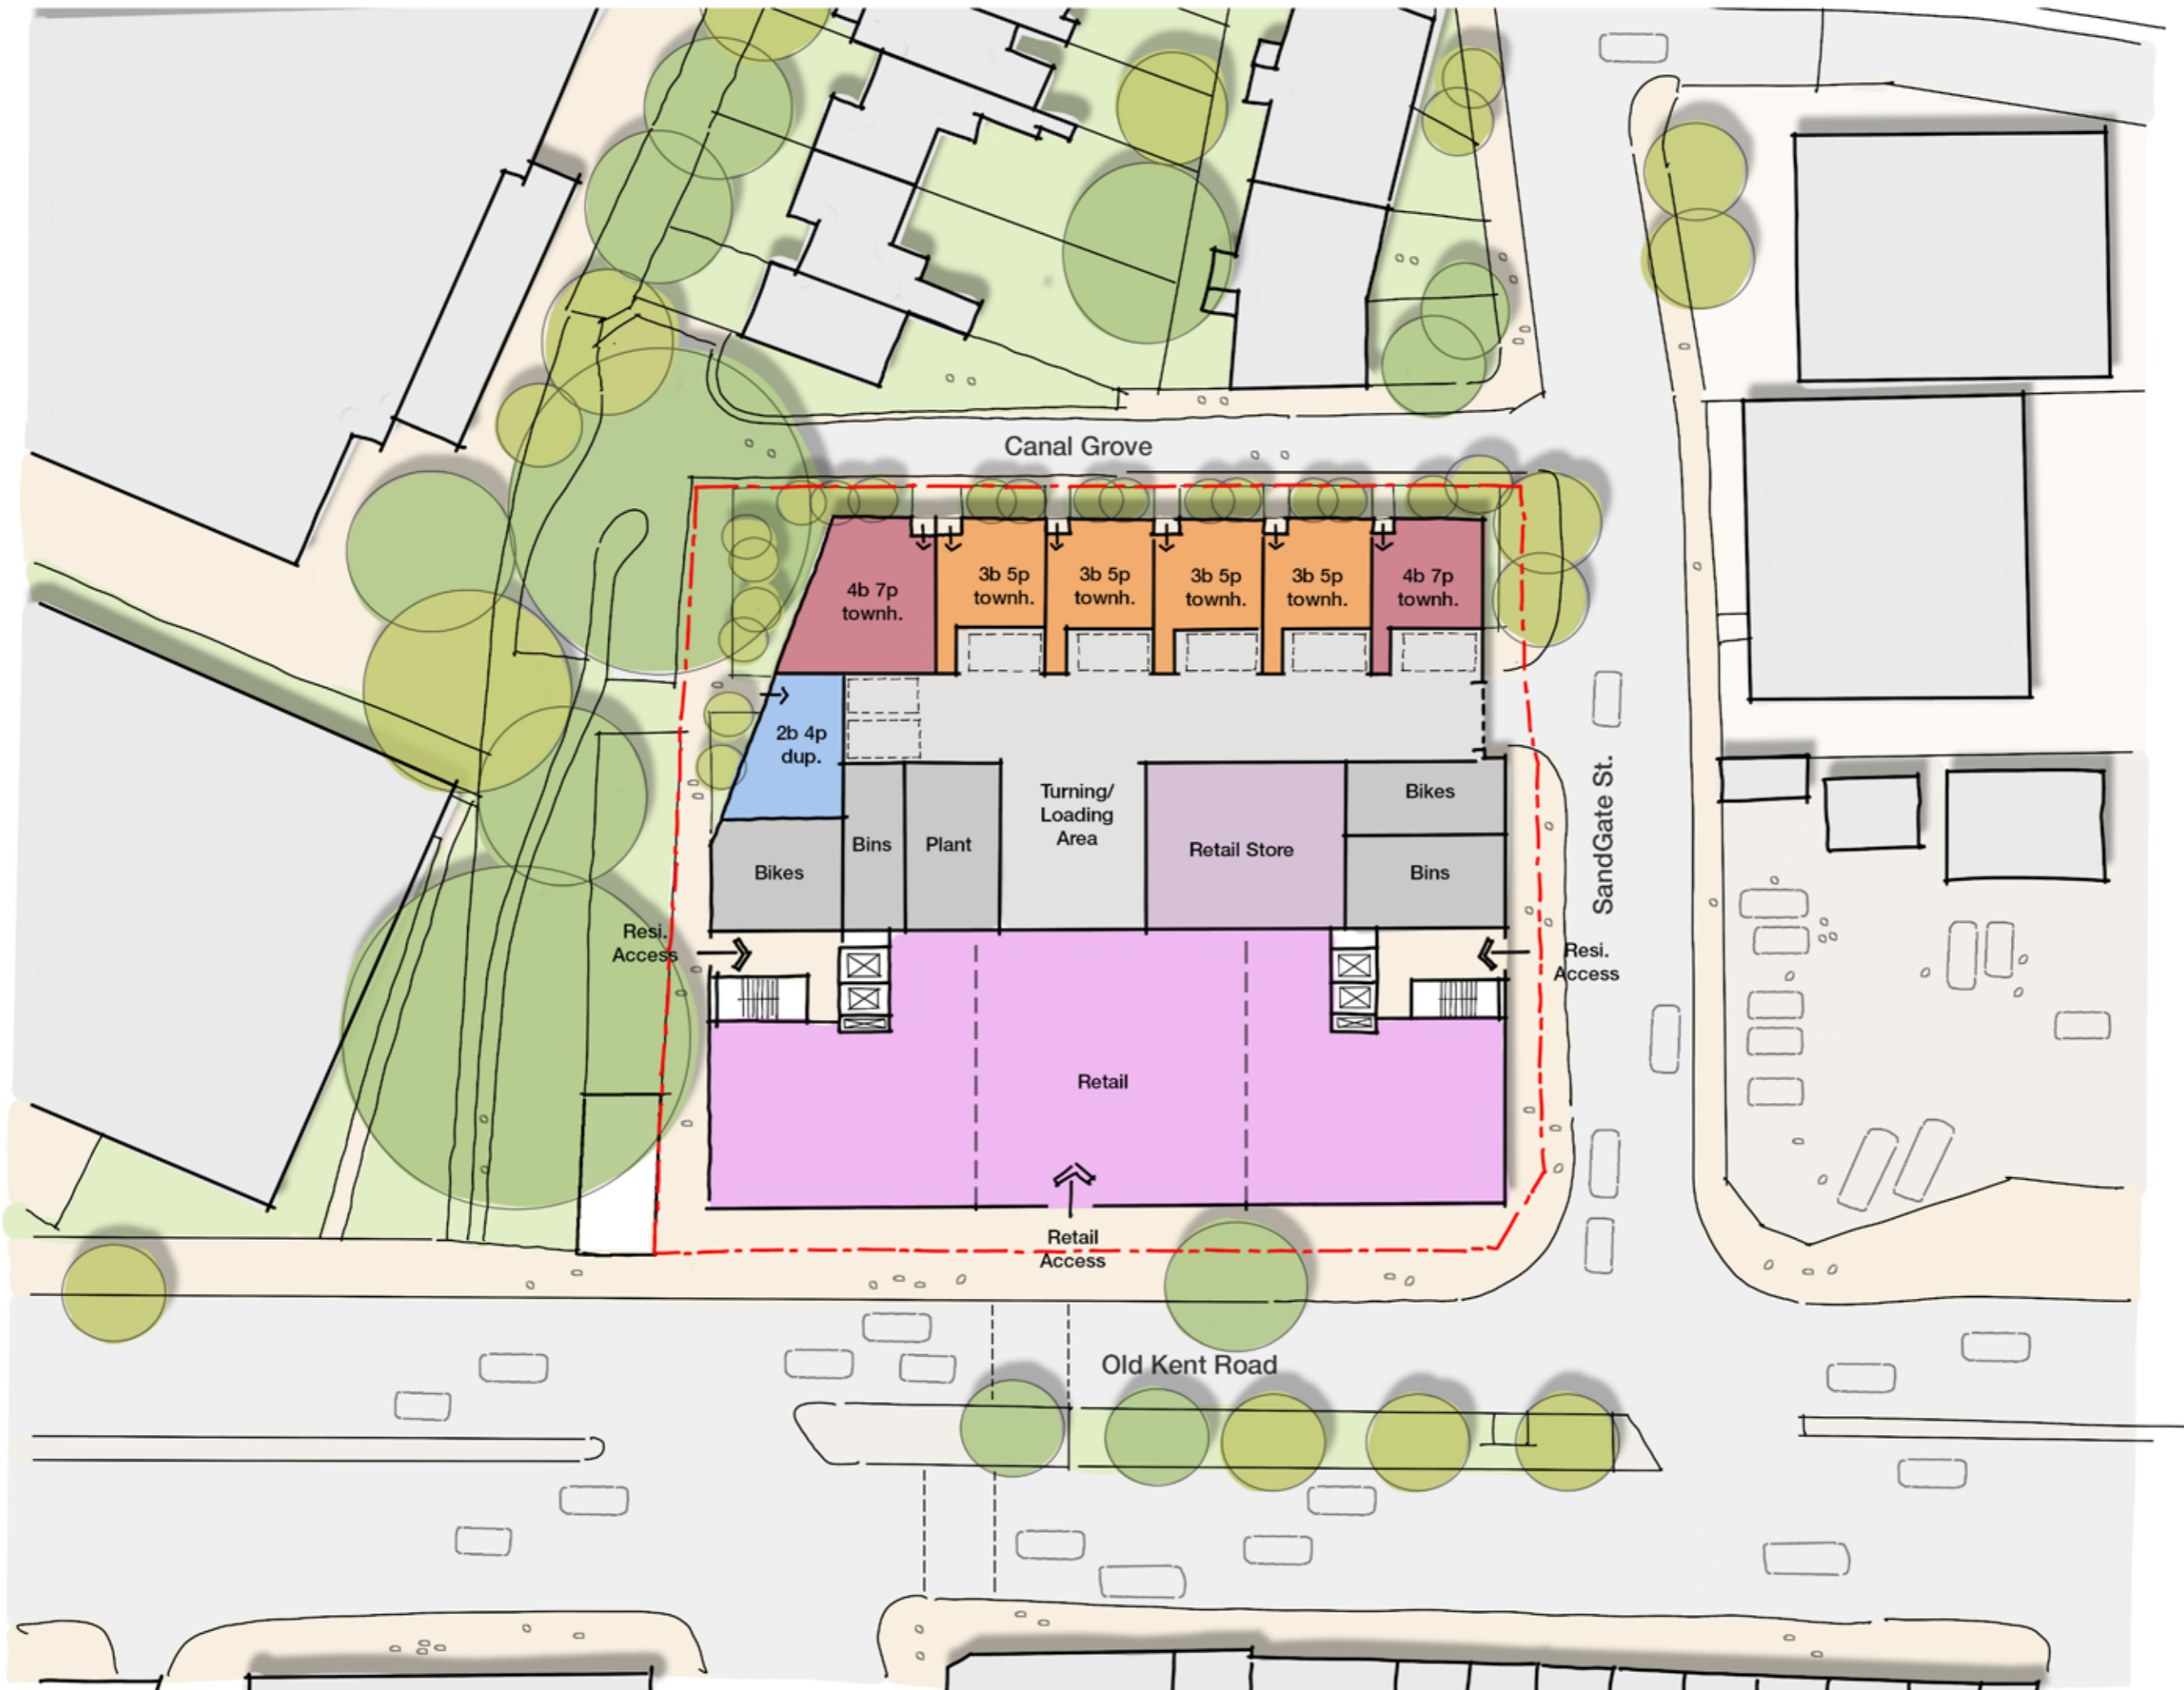 Canal Grove
4b 7p
townh.
3b 5p
townh.
3b 5p
townh.
3b 5p
townh.
3b 5p
townh.
4b 7p
townh.
2b 4p
dup.
Turning/
Loading
Area
Bikes
Bins
Plant
Retail Store
Bikes
Bins
SandGate St.
Resi.
Access
Resi.
Access
Retail
Retail
Access
Old Kent Road